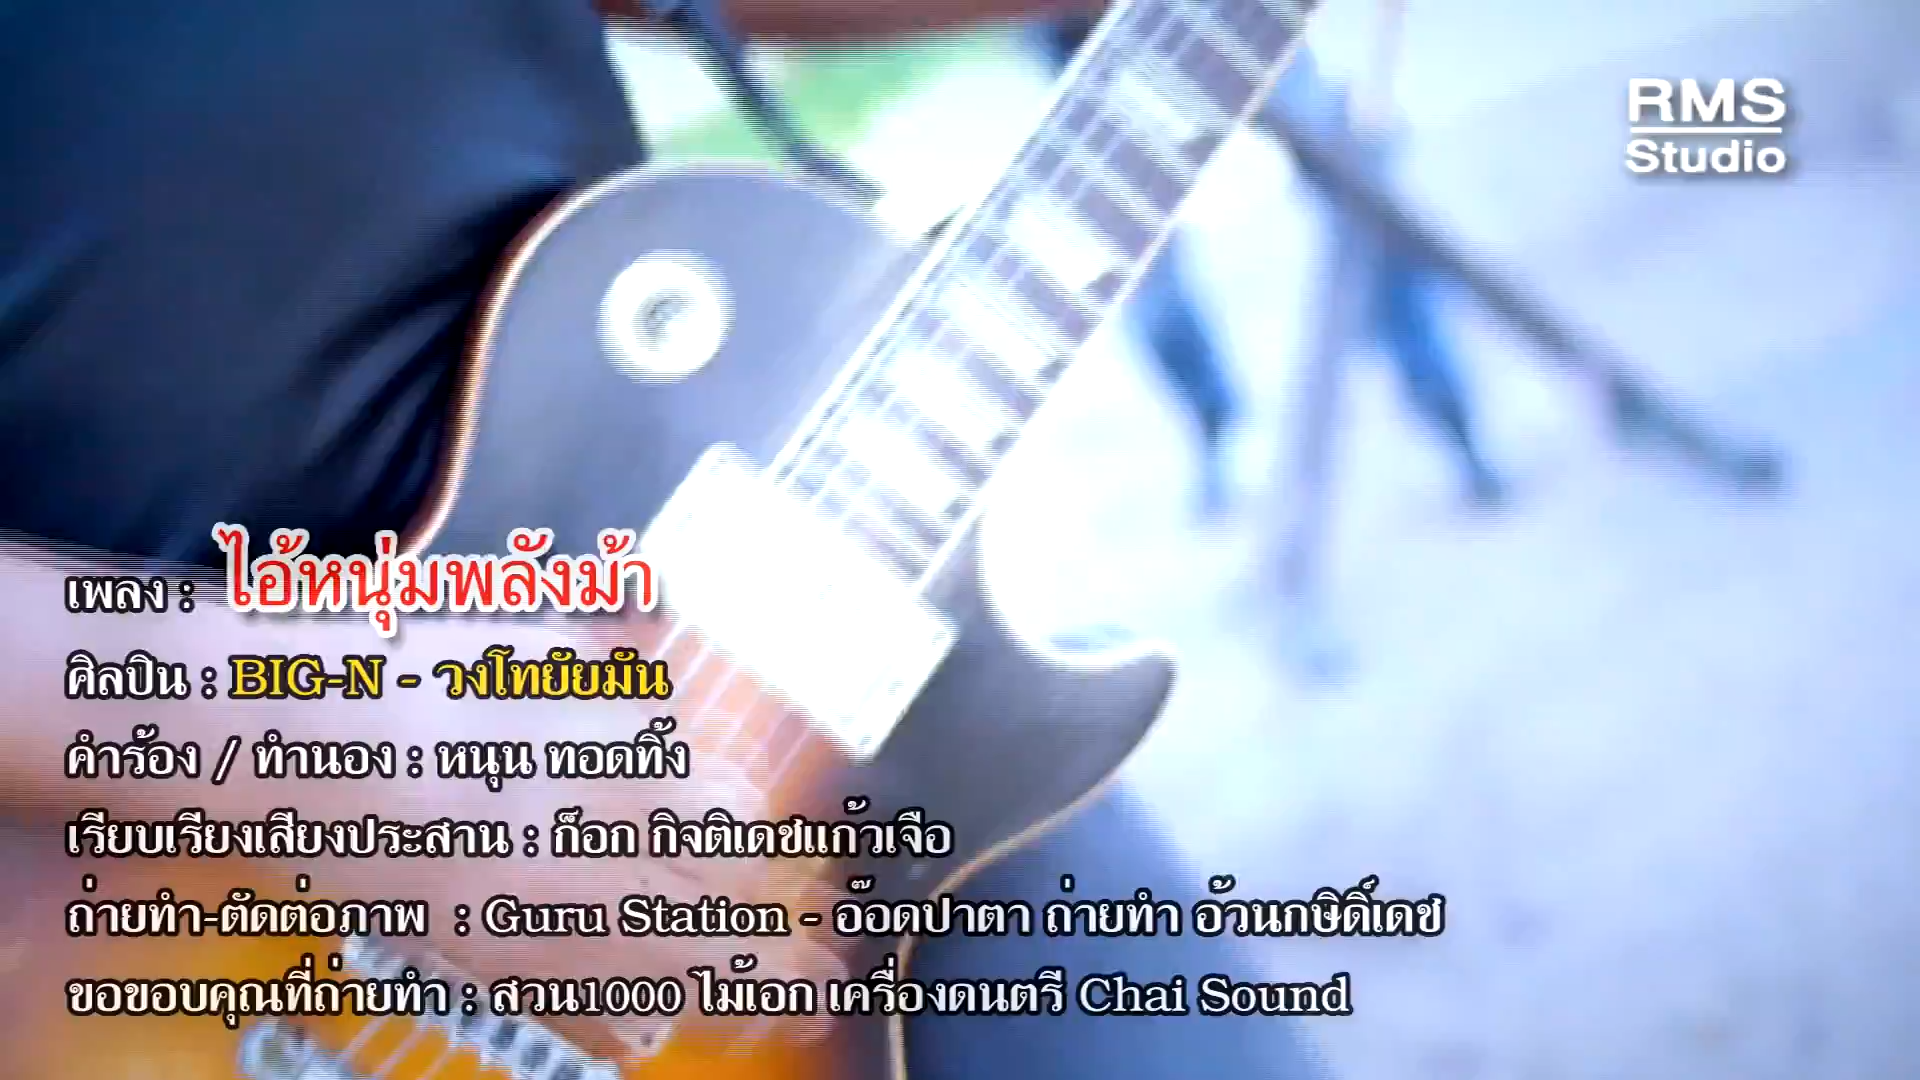 RMS
Studio
เพลง : ไอ้หนุ่มพลังม้า
ศิลปิน : BIG-N - วงโทยัยมัน
คำร้อง / ทำนอง : หนุน ทอดทิ้ง
เรียบเรียงเสียงประสาน : ก็อก กิจติเดชแก้วเจือ
ถ่ายทำ-ตัดต่อภาพ : Guru Station - อ๊อดปาตา ถ่ายทำ อ้วนกษิดิ์เดช
ขอขอบคุณที่ถ่ายทำ : สวน1000 ไม้เอก เครื่องดนตรี Chai Sound